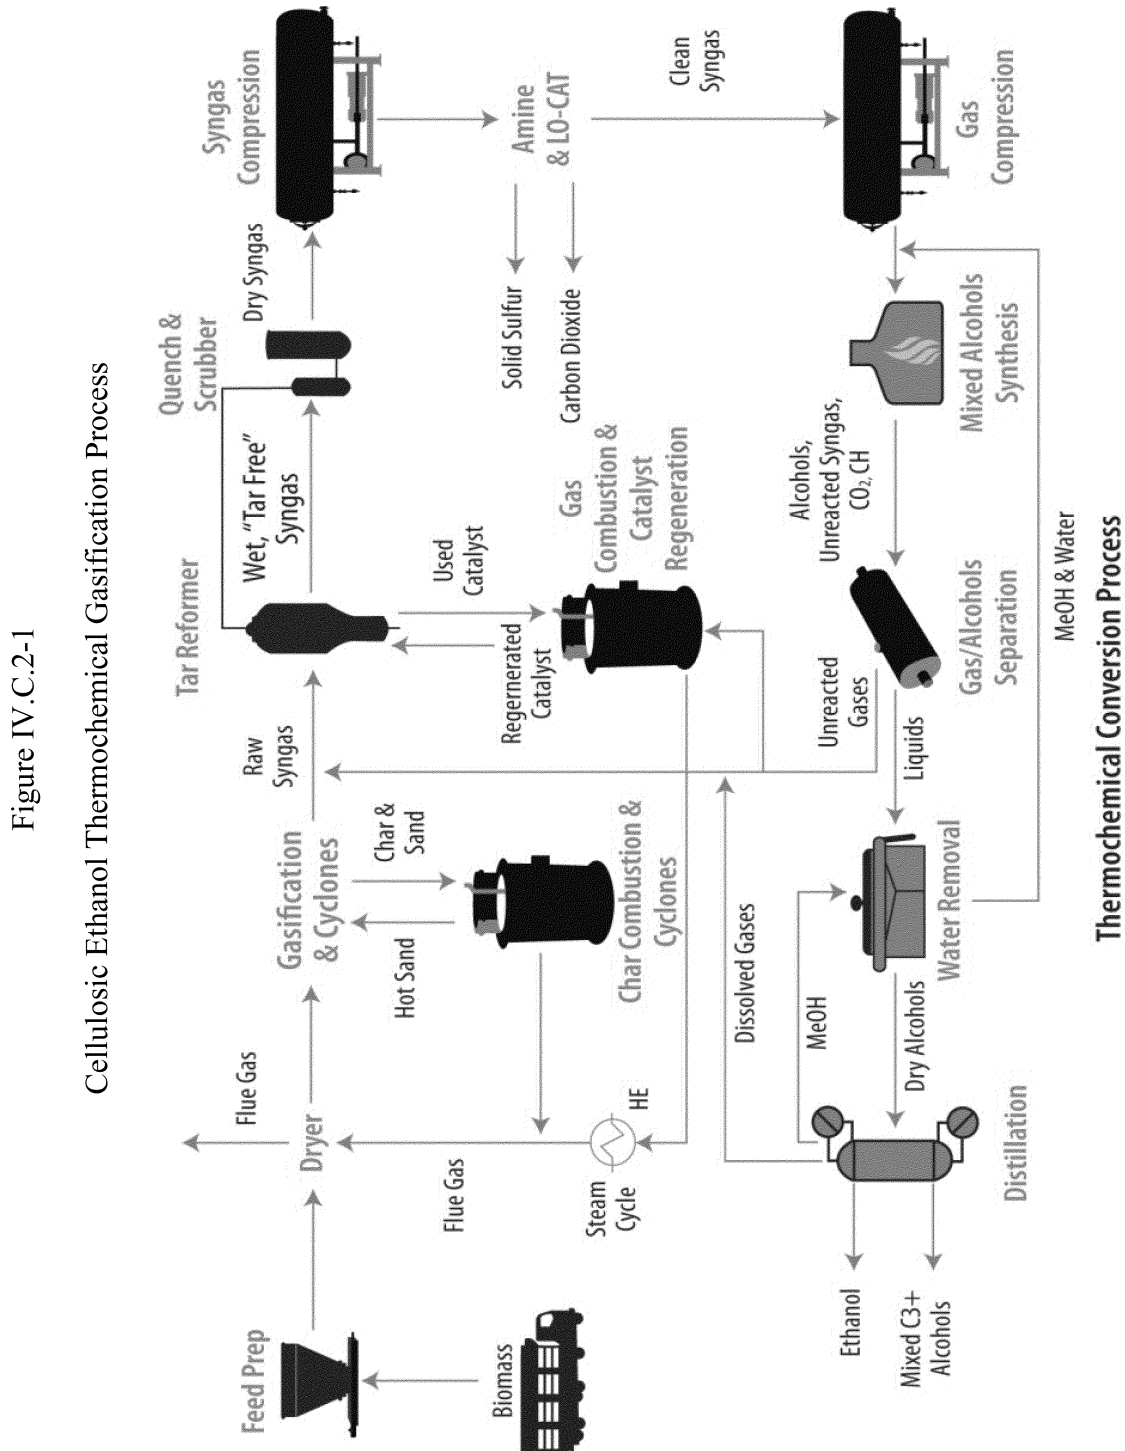 Figure IV.C.2-1
Cellulosic Ethanol Thermochemical Gasification Process
Feed Prep
Biomass
Flue Gas
Dryer
Flue Gas
Steam
Cycle
HE
Gasification
& Cyclones
Char &
Sand
Hot Sand
Char Combustion &
Cyclones
Raw
Syngas
Tar Reformer
Wet, “Tar Free”
Syngas
Used
Catalyst
Regernerated
Catalyst
Gas
Combustion &
Catalyst
Regeneration
Quench &
Scrubber
Dry Syngas
Syngas
Compression
Amine
& LO-CAT
Solid Sulfur
Carbon Dioxide
Clean
Syngas
Gas
Compression
Mixed Alcohols
Synthesis
Alcohols,
Unreacted Syngas,
CO2, CH
Gas/Alcohols
Separation
Unreacted
Gases
Liquids
MeOH & Water
Water Removal
Dissolved Gases
MeOH
Dry Alcohols
Distillation
Ethanol
Mixed C3+
Alcohols
Thermochemical Conversion Process